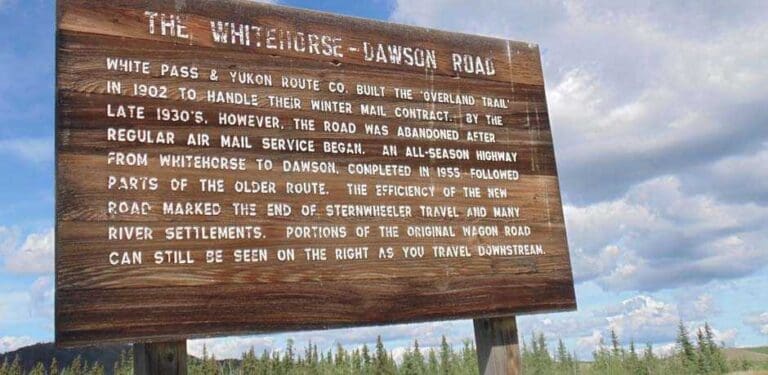 THE WHITEHORSE - DAWSON ROAD
WHITE PASS & YUKON ROUTE CO. BUILT THE 'OVERLAND TRAIL'
IN 1902 TO HANDLE THEIR WINTER MAIL CONTRACT. BY THE
LATE 1930'S, HOWEVER, THE ROAD WAS ABANDONED AFTER
REGULAR AIR MAIL SERVICE BEGAN. AN ALL-SEASON HIGHWAY
FROM WHITEHORSE TO DAWSON, COMPLETED IN 1955 FOLLOWED
PARTS OF THE OLDER ROUTE. THE EFFICIENCY OF THE NEW
ROAD MARKED THE END OF STERNWHEELER TRAVEL AND MANY
RIVER SETTLEMENTS. PORTIONS OF THE ORIGINAL WAGON ROAD
CAN STILL BE SEEN ON THE RIGHT AS YOU TRAVEL DOWNSTREAM.